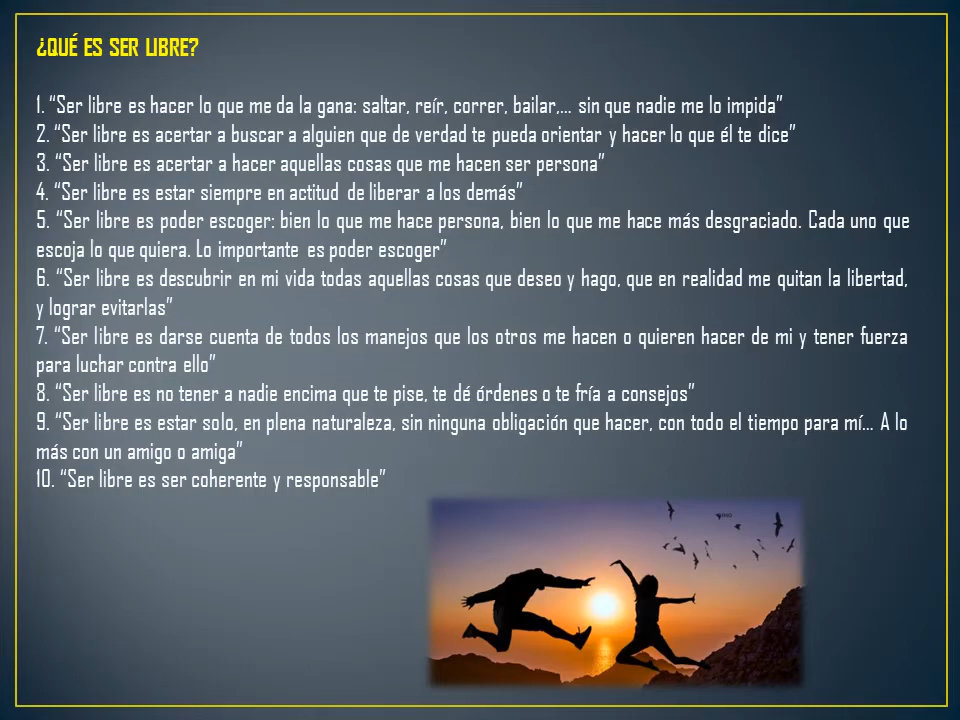 ¿QUÉ ES SER LIBRE?
1. “Ser libre es hacer lo que me da la gana: saltar, reír, correr, bailar,… sin que nadie me lo impida”
2. “Ser libre es acertar a buscar a alguien que de verdad te pueda orientar y hacer lo que él te dice”
3. “Ser libre es acertar a hacer aquellas cosas que me hacen ser persona”
4. “Ser libre es estar siempre en actitud de liberar a los demás”
5. “Ser libre es poder escoger: bien lo que me hace persona, bien lo que me hace más desgraciado. Cada uno que
escoja lo que quiera. Lo importante es poder escoger”
6. “Ser libre es descubrir en mi vida todas aquellas cosas que deseo y hago, que en realidad me quitan la libertad,
y lograr evitarlas”
7. “Ser libre es darse cuenta de todos los manejos que los otros me hacen o quieren hacer de mi y tener fuerza
para luchar contra ello”
8. “Ser libre es no tener a nadie encima que te pise, te dé órdenes o te fría a consejos”
9. “Ser libre es estar solo, en plena naturaleza, sin ninguna obligación que hacer, con todo el tiempo para mí… A lo
más con un amigo o amiga”
10. “Ser libre es ser coherente y responsable”